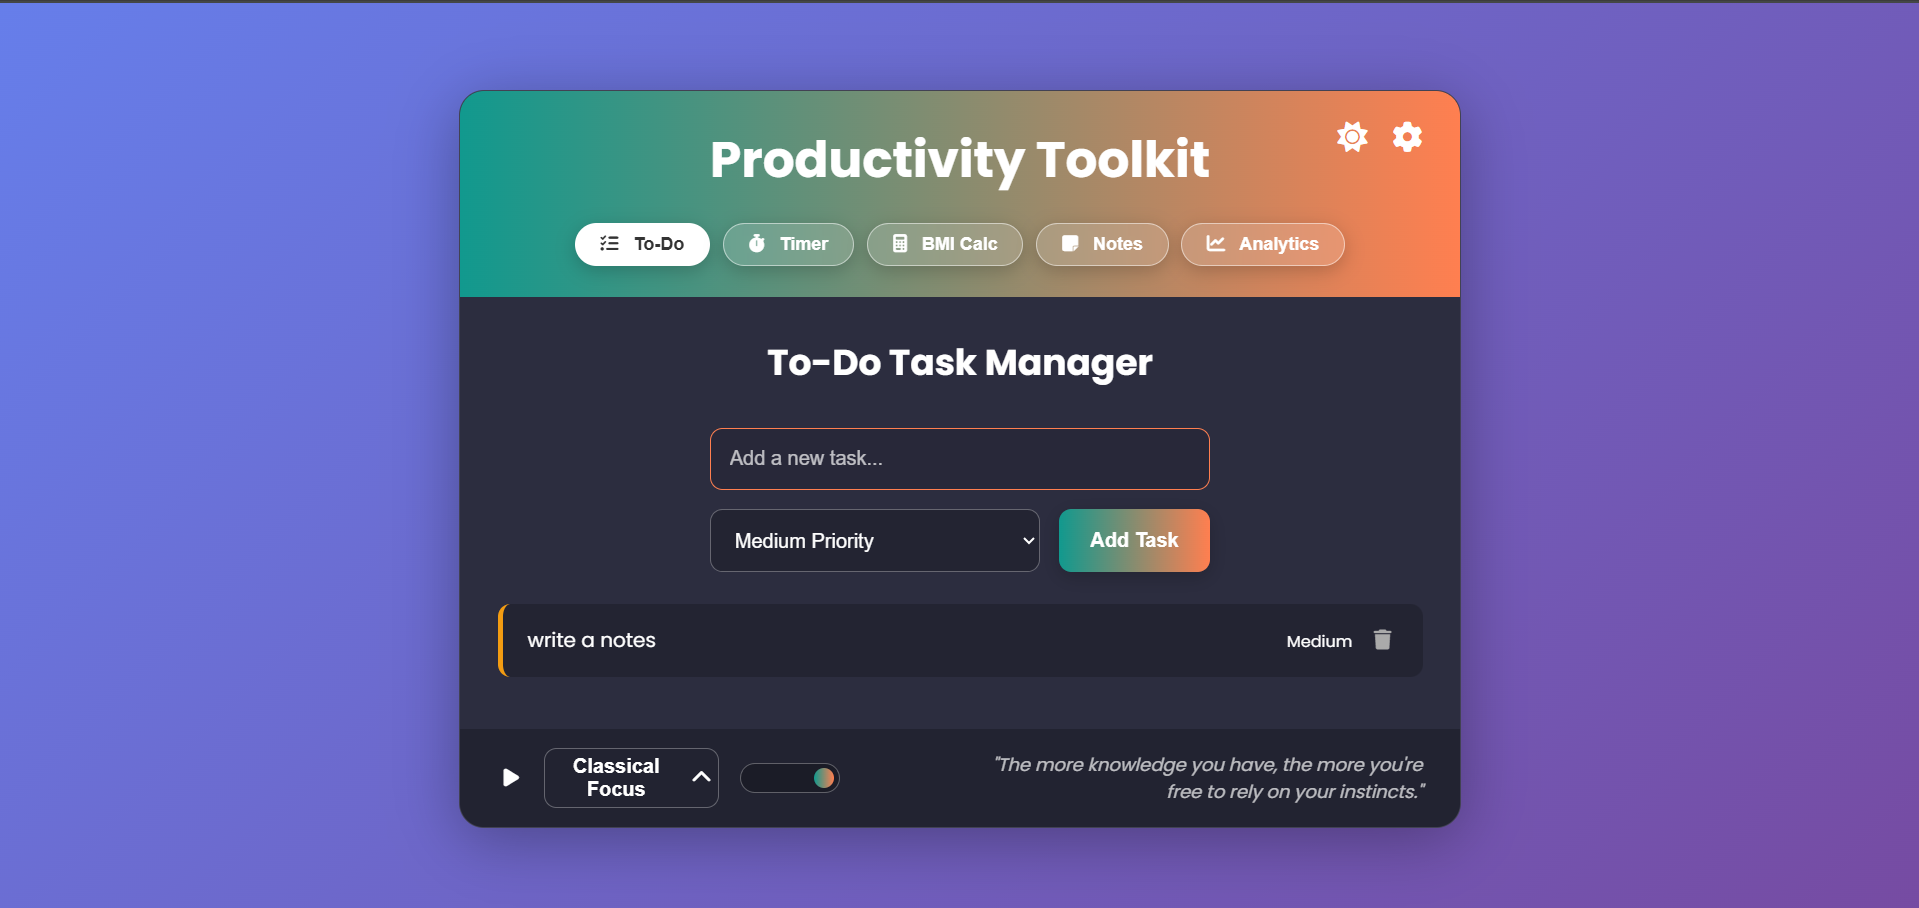 Productivity Toolkit
To-Do
Timer
BMI Calc
Notes
Analytics
To-Do Task Manager
Add a new task...
Medium Priority
Add Task
write a notes
Medium
Classical
Focus
"The more knowledge you have, the more you're
free to rely on your instincts."